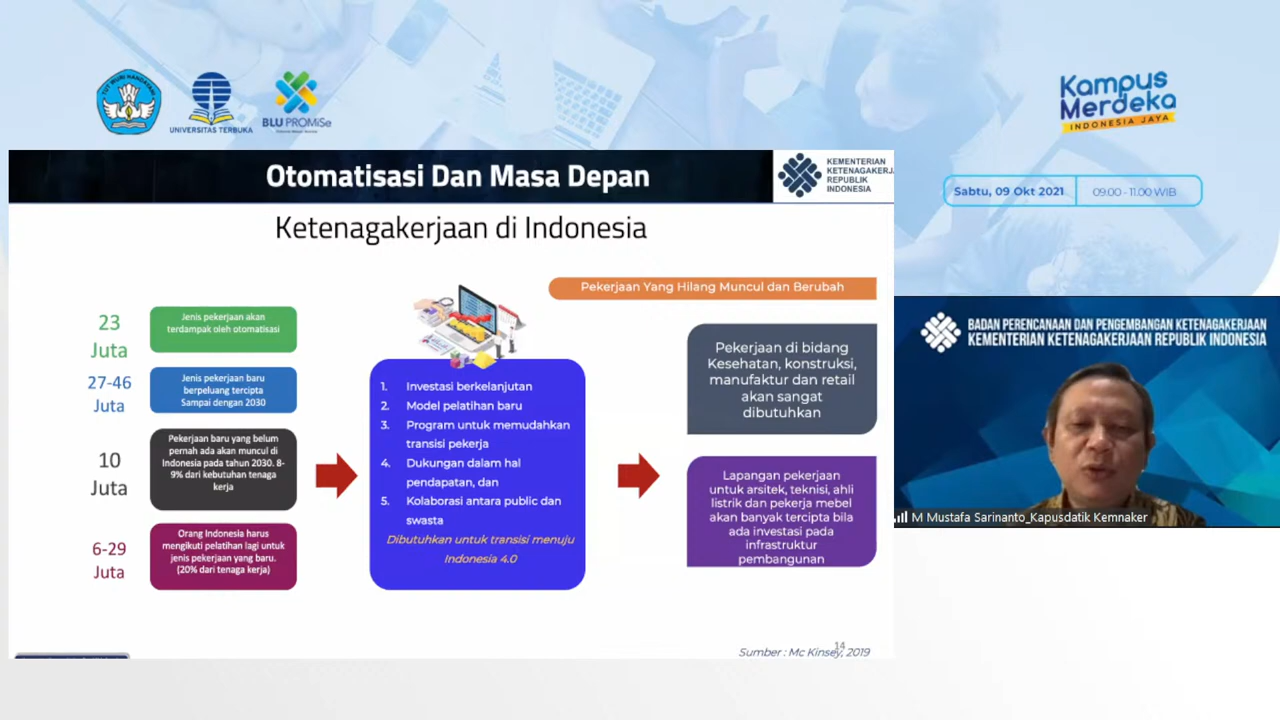 TUT WURI HANDAYANI
UNIVERSITAS TERBUKA
BLU PROMiSe
Kampus
Merdeka
INDONESIA JAYA
Sabtu, 09 Okt 2021
09.00 - 11.00 WIB
Otomatisasi Dan Masa Depan
KEMENTERIAN
KETENAGAKERJ
REPUBLIK
INDONESIA
Ketenagakerjaan di Indonesia
23
Juta
Jenis pekerjaan akan
terdampak oleh otomatisasi
27-46
Juta
Jenis pekerjaan baru
berpeluang tercipta
Sampai dengan 2030
10
Juta
Pekerjaan baru yang belum
pernah ada akan muncul di
Indonesia pada tahun 2030. 8-
9% dari kebutuhan tenaga
kerja
6-29
Juta
Orang Indonesia harus
mengikuti pelatihan lagi untuk
jenis pekerjaan yang baru.
(20% dari tenaga kerja)
1. Investasi berkelanjutan
2. Model pelatihan baru
3. Program untuk memudahkan
transisi pekerja
4. Dukungan dalam hal
pendapatan, dan
5. Kolaborasi antara public dan
swasta
Dibutuhkan untuk transisi menuju
Indonesia 4.0
Pekerjaan Yang Hilang Muncul dan Berubah
Pekerjaan di bidang
Kesehatan, konstruksi,
manufaktur dan retail
akan sangat
dibutuhkan
Lapangan pekerjaan
untuk arsitek, teknisi, ahli
listrik dan pekerja mebel
akan banyak tercipta bila
ada investasi pada
infrastruktur
pembangunan
14
Sumber : Mc Kinsey, 2019
BADAN PERENCANAAN DAN PENGEMBANGAN KETENAGAKERJAAN
KEMENTERIAN KETENAGAKERJAAN REPUBLIK INDONESIA
M Mustafa Sarinanto_Kapusdatik Kemnaker